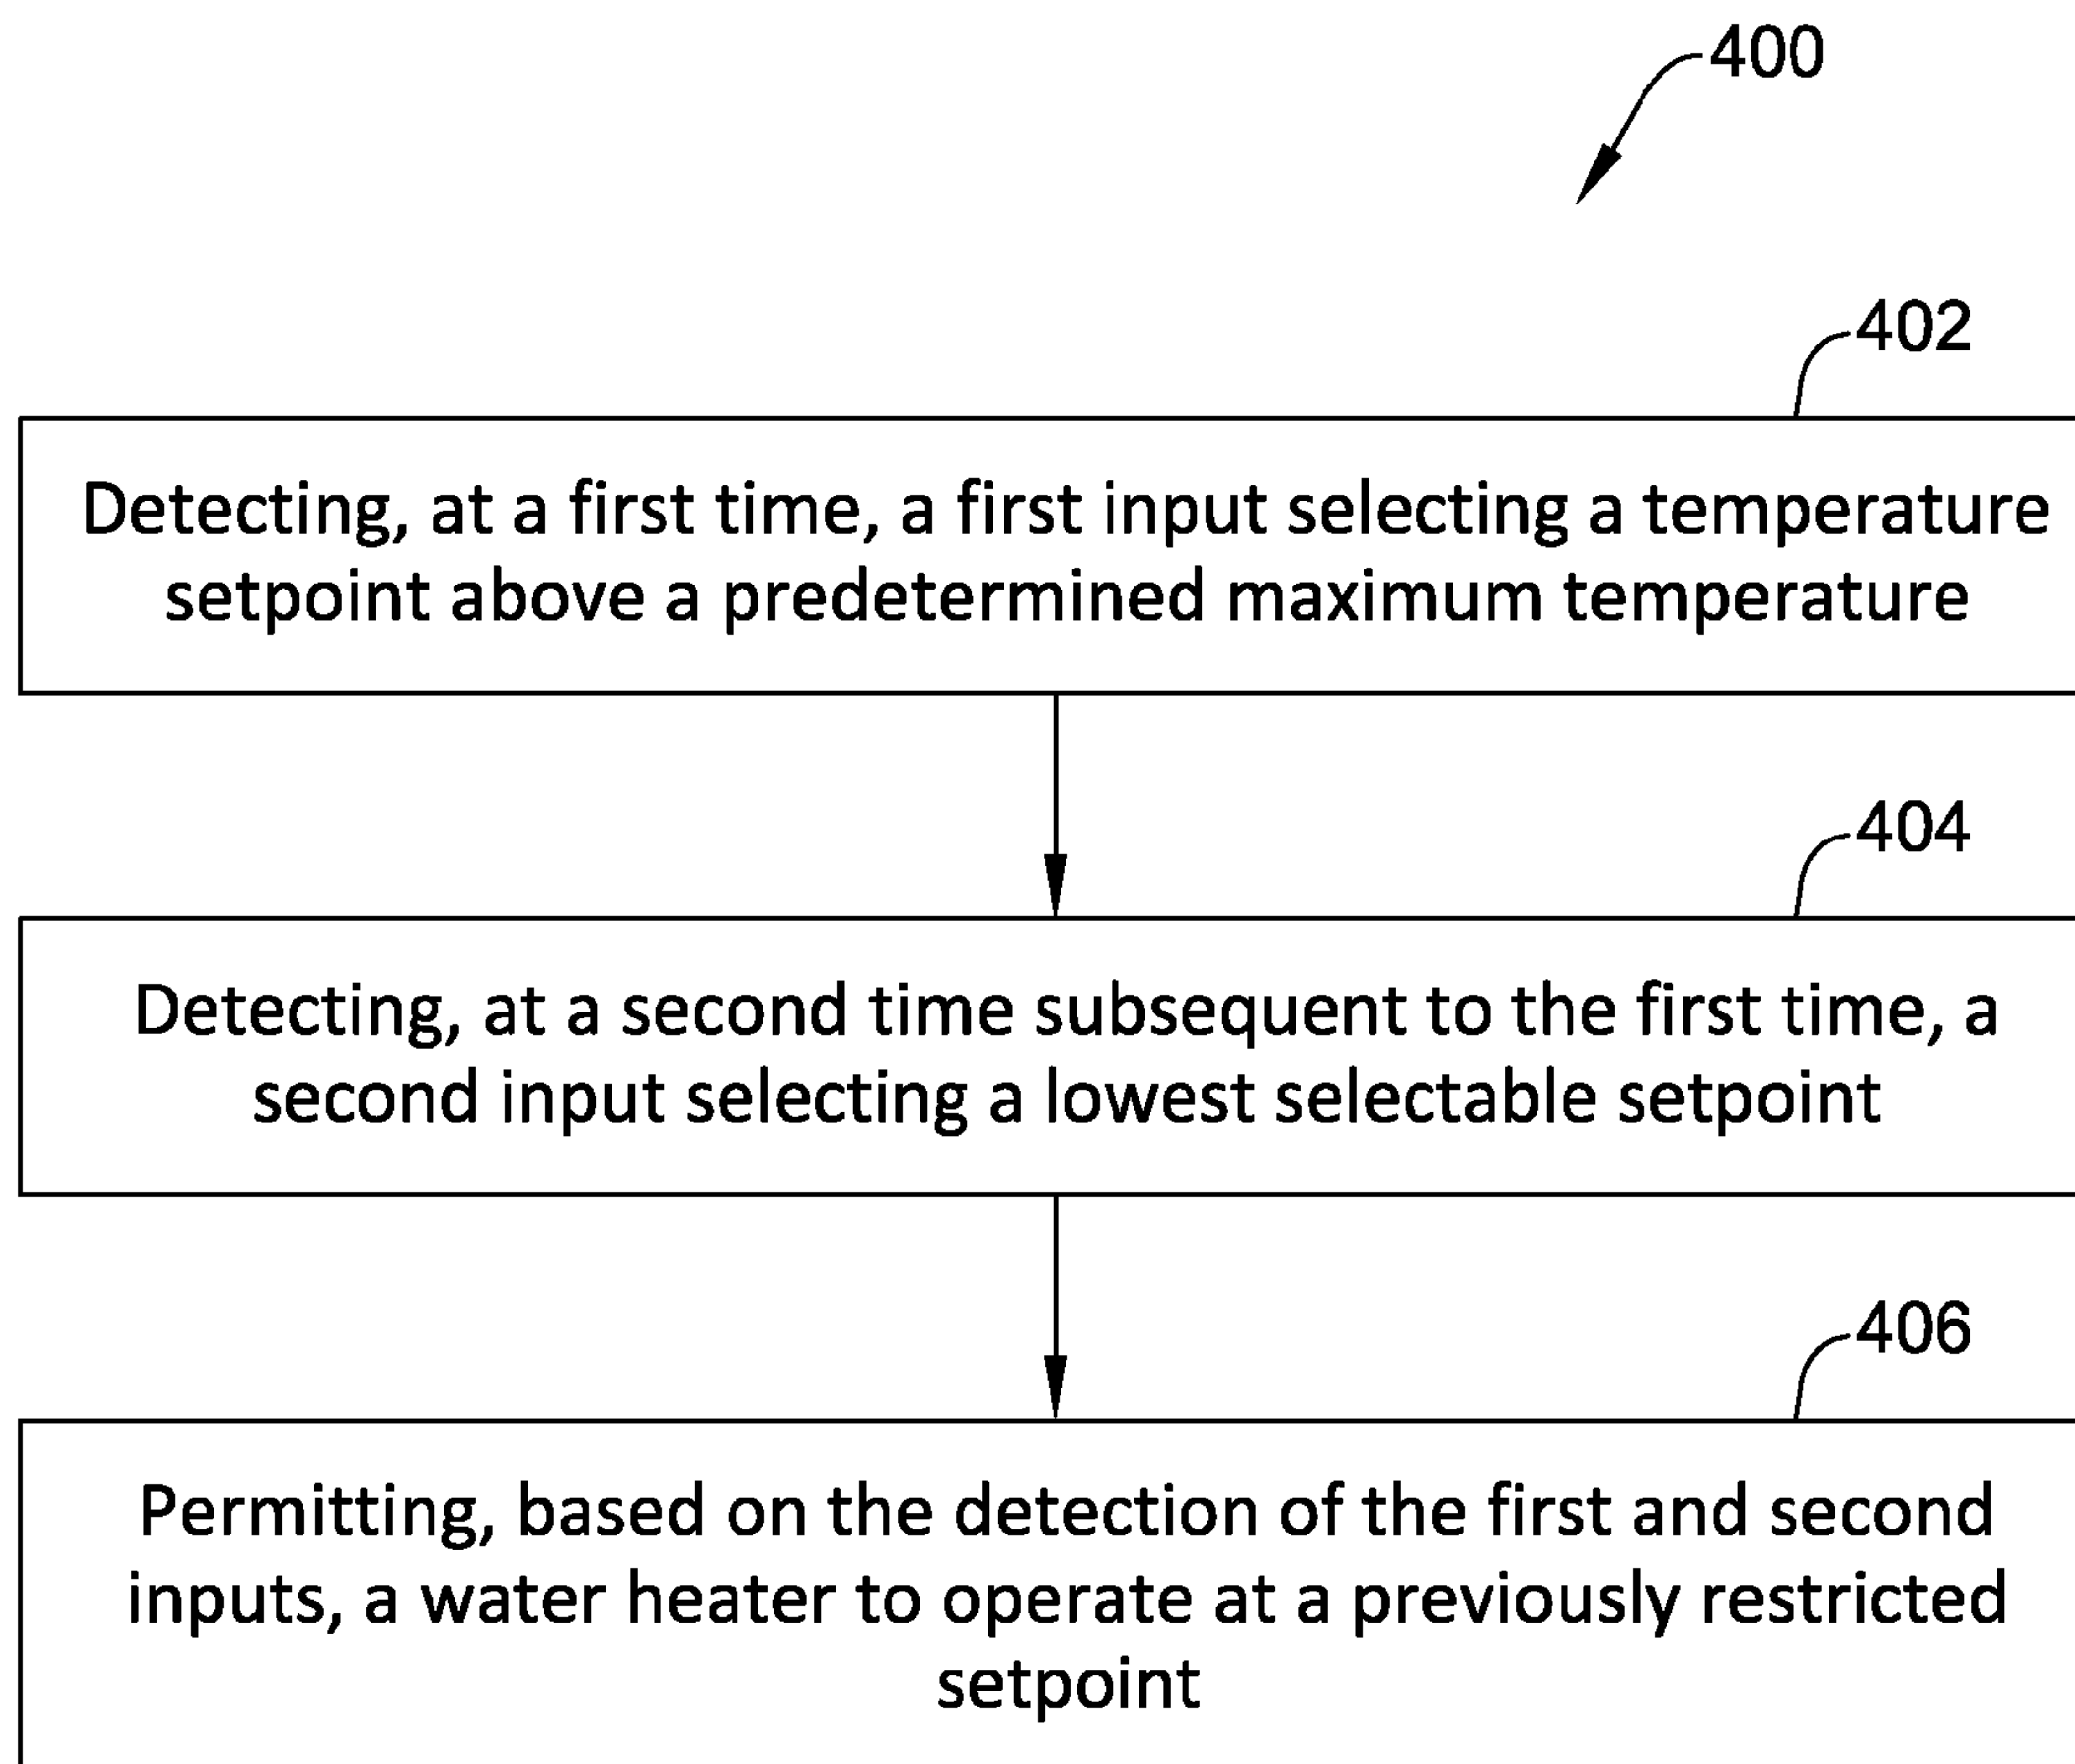 400
402
Detecting, at a first time, a first input selecting a temperature
setpoint above a predetermined maximum temperature
404
Detecting, at a second time subsequent to the first time, a
second input selecting a lowest selectable setpoint
406
Permitting, based on the detection of the first and second
inputs, a water heater to operate at a previously restricted
setpoint